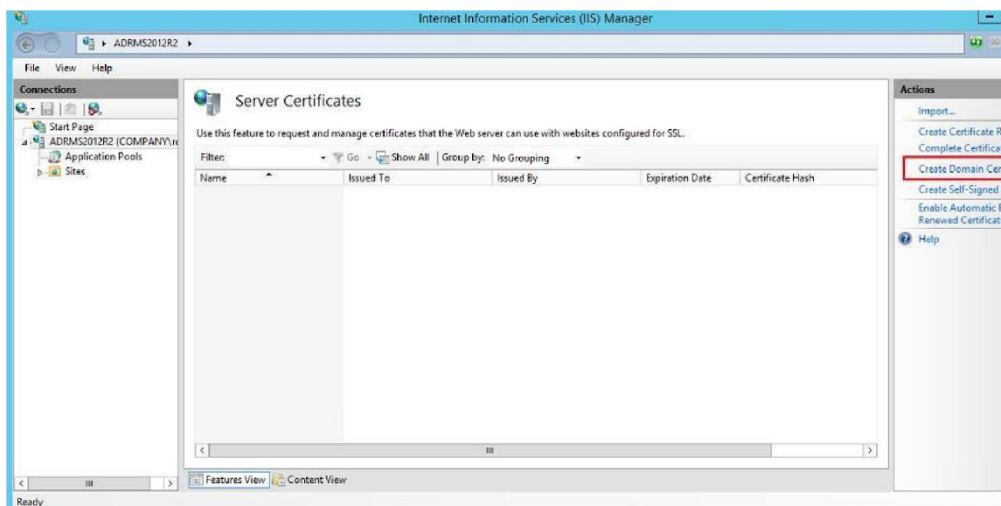 Internet Information Services (IIS) Manager
ADRMS2012R2
File View Help
Connections
Start Page
ADRMS2012R2 (COMPANY\
Application Pools
Sites
Server Certificates
Use this feature to request and manage certificates that the Web server can use with websites configured for SSL.
Filter: Go Show All Group by: No Grouping
Name Issued To Issued By Expiration Date Certificate Hash
Features View Content View
Actions
Import...
Create Certificate R
Complete Certifica
Create Domain Cer
Create Self-Signed
Enable Automatic
Renewed Certificat
Help
Ready